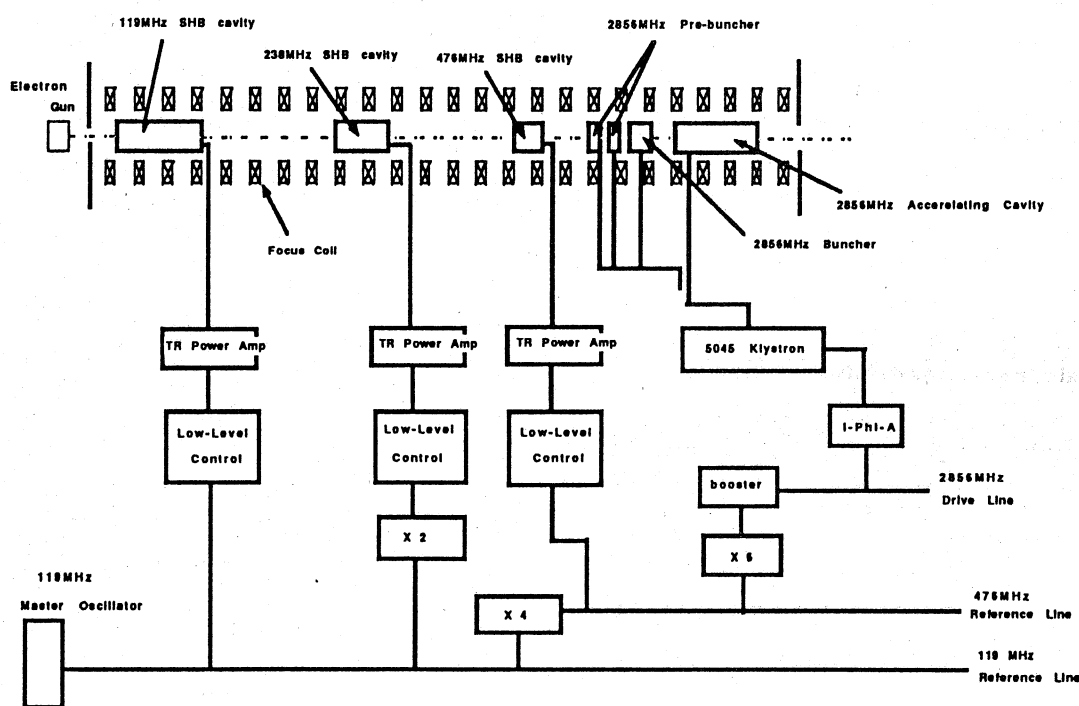 119MHz SHB cavity
2856MHz Pre-buncher
238MHz SHB cavity
476MHz SHB cavity
Electron
Gun
2856MHz Accerelating Cavity
2856MHz Buncher
Focus Coil
TR Power Amp
TR Power Amp
TR Power Amp
5045 Klystron
I-Phi-A
Low-Level
Control
Low-Level
Control
Low-Level
Control
booster
2856MHz
Drive Line
X 2
X 6
119MHz
Master Oscillator
X 4
476MHz
Reference Line
119 MHz
Reference Line